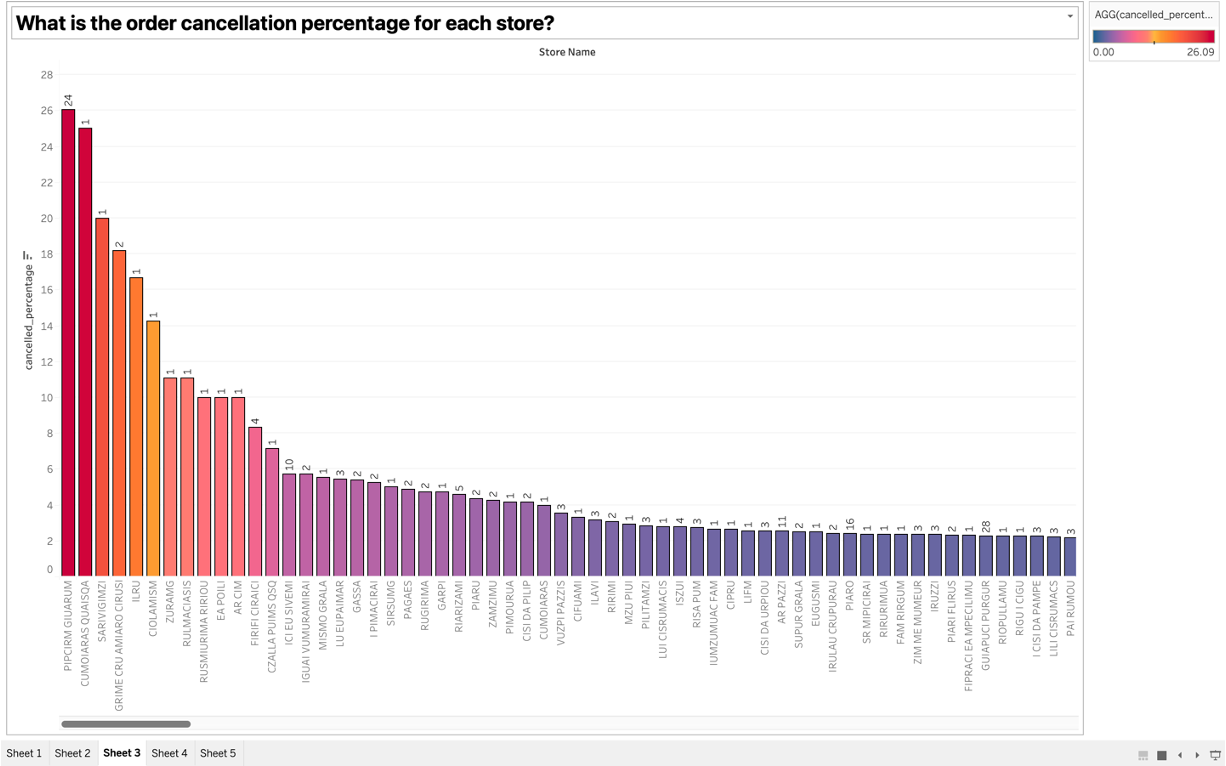 What is the order cancellation percentage for each store?
AGG(cancelled_percent...
0.00 26.09
Store Name
cancelled_percentage
28
26
24
22
20
18
16
14
12
10
8
6
4
2
0
24 1 1 2 1 1 1 1 1 1 1 4 1 10 2 1 3 2 2 1 2 2 1 5 2 2 1 2 1 3 1 3 2 1 3 1 4 3 1 1 1 3 11 2 1 2 16 1 1 1 3 3 2 1 28 1 1 3 3 3
PIPCIRM GIUARUM
CUMOIARAS QUAISQA
SARIVIGIMZI
GRIME CRU AMIARO CIRUSI
ILRU
CIOLAMISM
ZURAMG
RULMACIASIS
RUSMIURIMA RIRIOU
EA POILI
AR CIM
FIRIFI CIRAICI
CZALLA PUIMS QSQ
ICI EU SIVEMI
IGUAI VUMURAMIRAI
MISMO GRALA
LU EUPAIMAR
GASSA
I PIMACIRAI
SIRSUMG
PAGAES
RUGIRIMA
GARPI
RIARIZAMI
PIARU
ZAMZIMU
PIMOURUA
CISI DA PILIP
CUMOIARAS
VIZPI PAZZIS
CIFUAMI
ILAVI
RIRIMI
MZU PIUI
PILITAMZI
LUI CISRUMACIS
ISZUI
RISA PUM
IUMZUMIUAC FAM
CIPRU
LIFM
CISI DA URPIOU
AR PAZZI
SUPUR GRALA
EUGUSMI
IRULAU CRUPURAU
PIARO
SR MIPICIRAI
RIRURIMUA
FAM RIRGUM
ZIM ME MUMEUR
IRUZZI
PIARI FLIRUS
FIPRACI EA MPECILIMU
GUIAPUCI PURGUR
RIOPULLAMU
RIGU I CIGU
I CISI DA PAMPE
LILI CISRUMACS
PAI RUMOU
Sheet 1 Sheet 2 Sheet 3 Sheet 4 Sheet 5